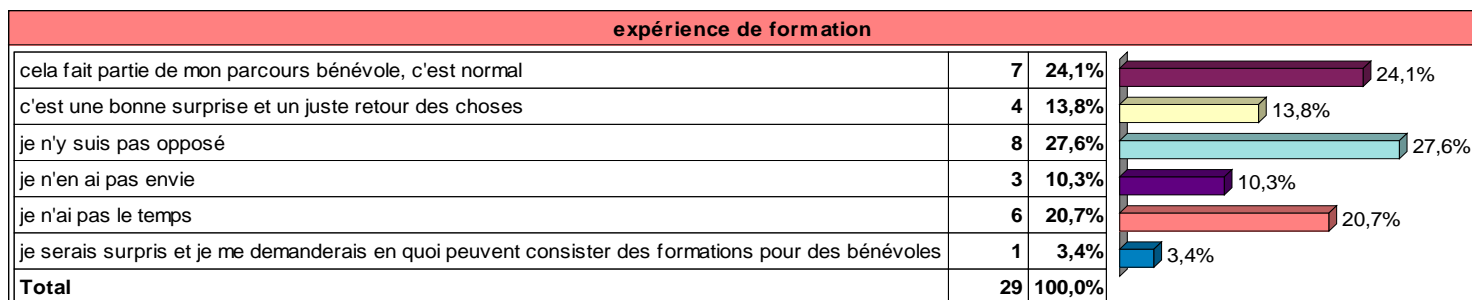 expérience de formation
cela fait partie de mon parcours bénévole, c'est normal 7 24,1% 24,1%
c'est une bonne surprise et un juste retour des choses 4 13,8% 13,8%
je n'y suis pas opposé 8 27,6% 27,6%
je n'en ai pas envie 3 10,3% 10,3%
je n'ai pas le temps 6 20,7% 20,7%
je serais surpris et je me demanderais en quoi peuvent consister des formations pour des bénévoles 1 3,4% 3,4%
Total 29 100,0%